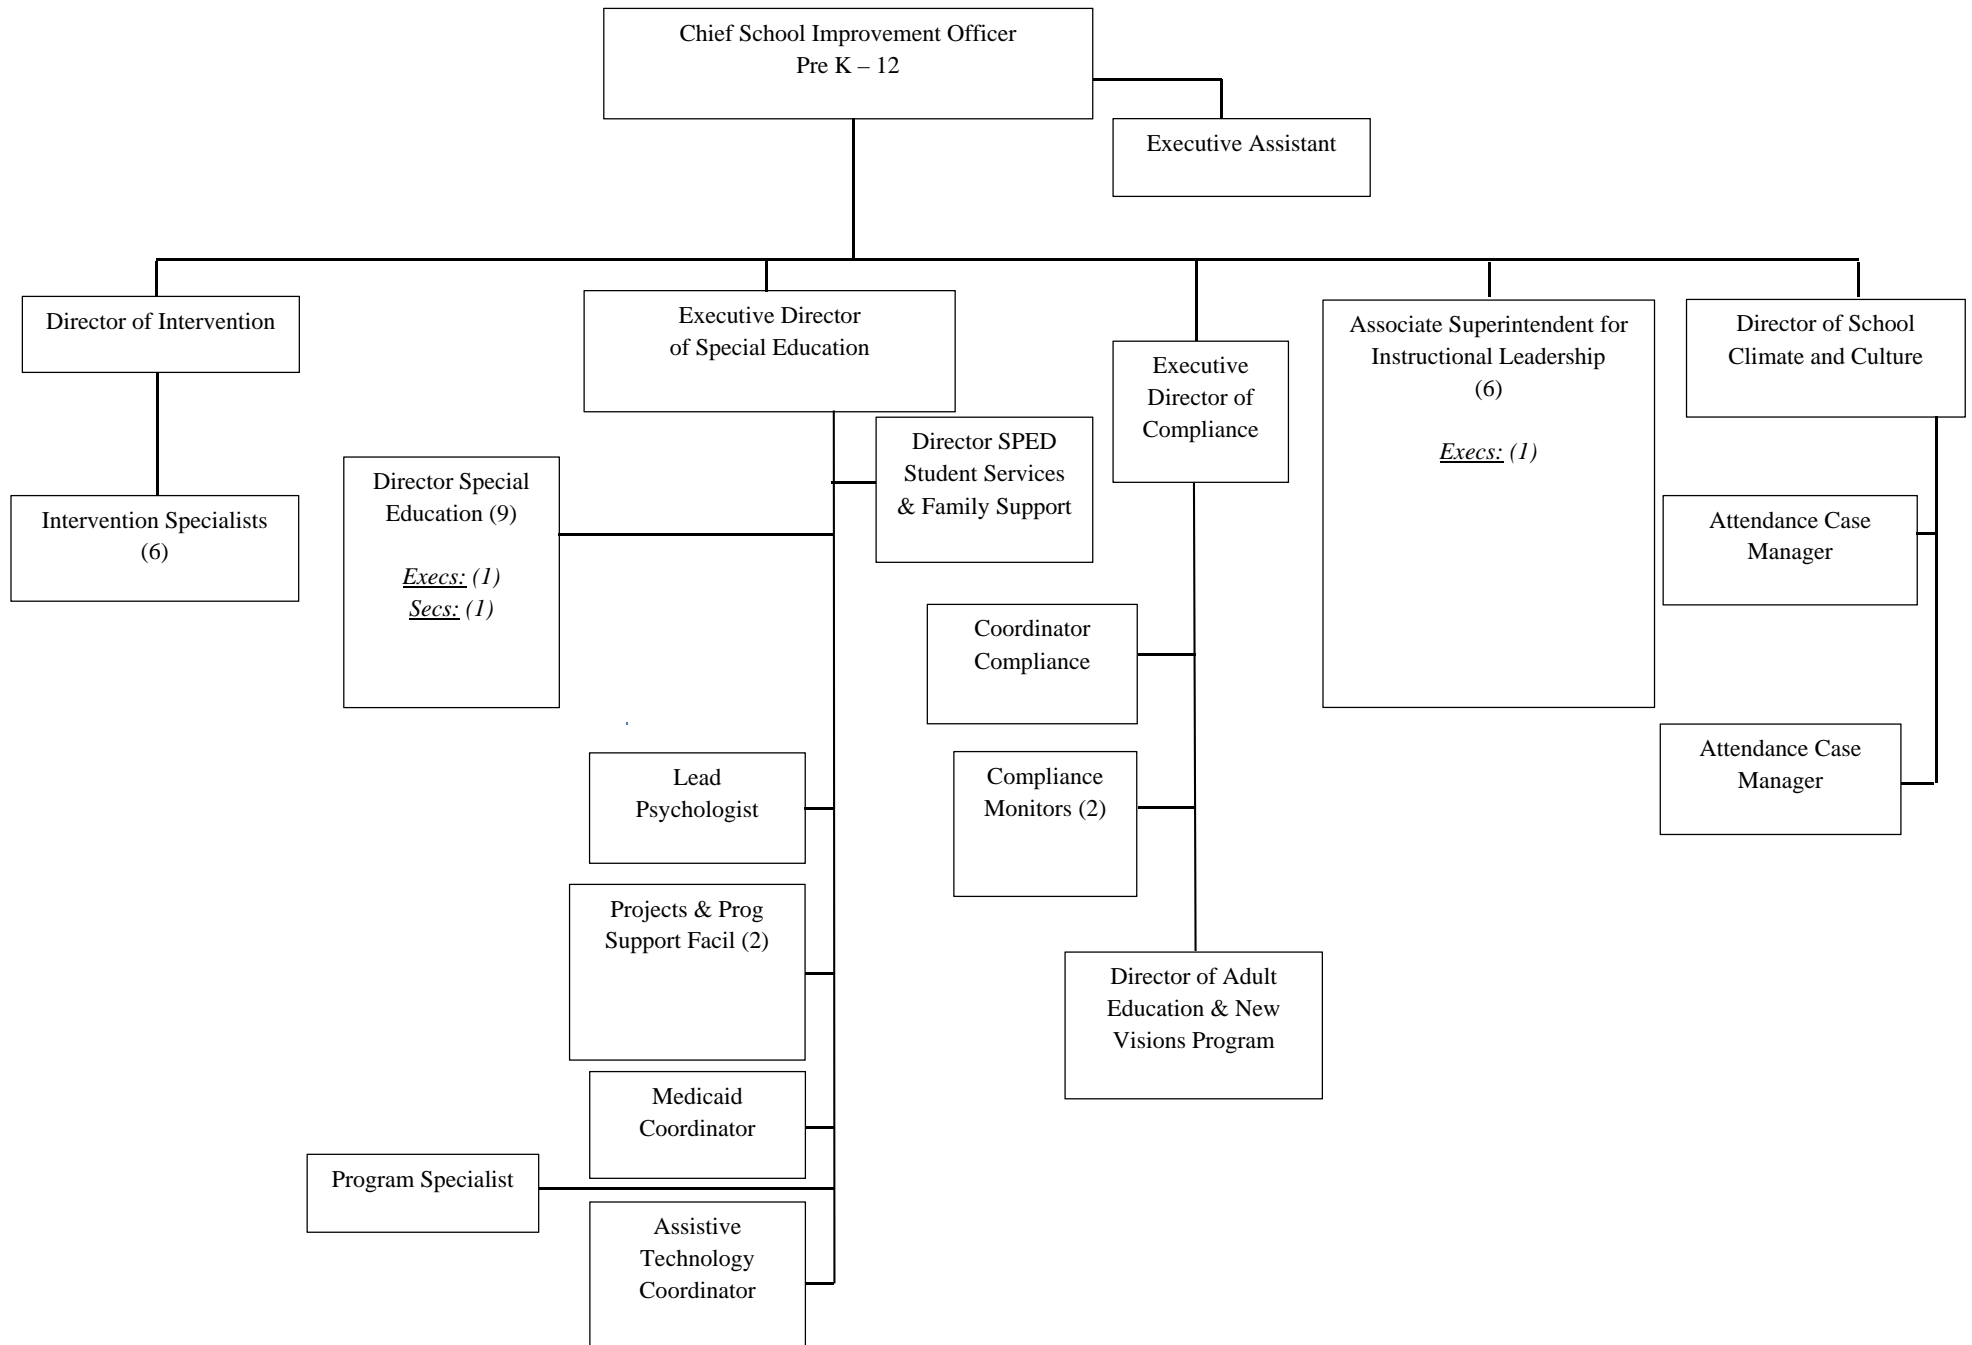 Chief School Improvement Officer
Pre K – 12
Executive Assistant
Director of Intervention
Intervention Specialists
(6)
Executive Director
of Special Education
Director Special
Education (9)
Execs: (1)
Secs: (1)
Director SPED
Student Services
& Family Support
Lead
Psychologist
Projects & Prog
Support Facil (2)
Medicaid
Coordinator
Program Specialist
Assistive
Technology
Coordinator
Executive
Director of
Compliance
Coordinator
Compliance
Compliance
Monitors (2)
Director of Adult
Education & New
Visions Program
Associate Superintendent for
Instructional Leadership
(6)
Execs: (1)
Director of School
Climate and Culture
Attendance Case
Manager
Attendance Case
Manager